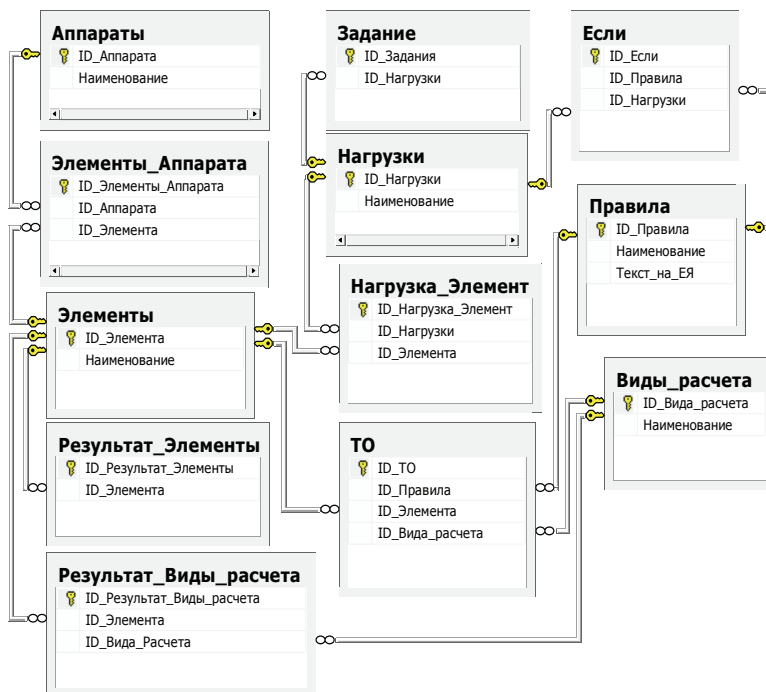 Аппараты
ID_Аппарата
Наименование
Элементы_Аппарата
ID_Элементы_Аппарата
ID_Аппарата
ID_Элемента
Элементы
ID_Элемента
Наименование
Результат_Элементы
ID_Результат_Элементы
ID_Элемента
Результат_Виды_расчета
ID_Результат_Виды_расчета
ID_Элемента
ID_Вида_Расчета
Задание
ID_Задания
ID_Нагрузки
Нагрузки
ID_Нагрузки
Наименование
Нагрузка_Элемент
ID_Нагрузка_Элемент
ID_Нагрузки
ID_Элемента
ТО
ID_ТО
ID_Правила
ID_Элемента
ID_Вида_расчета
Если
ID_Если
ID_Правила
ID_Нагрузки
Правила
ID_Правила
Наименование
Текст_на_ЕЯ
Виды_расчета
ID_Вида_расчета
Наименование